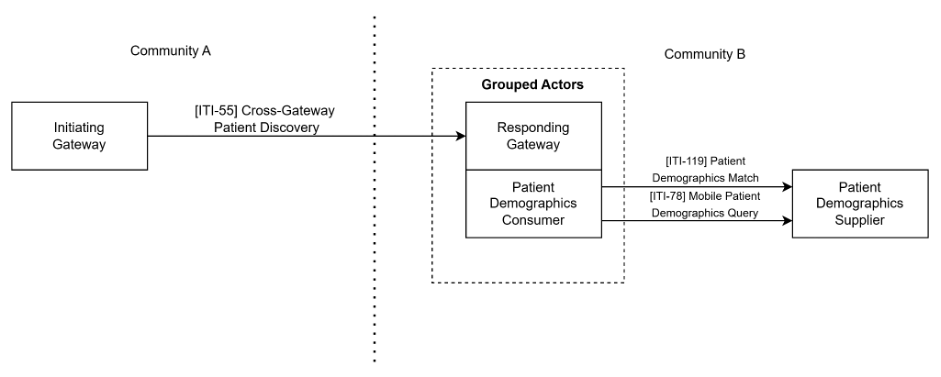 Community A
Community B
Grouped Actors
Initiating
Gateway
[ITI-55] Cross-Gateway
Patient Discovery
Responding
Gateway
Patient
Demographics
Consumer
[ITI-119] Patient
Demographics Match
[ITI-78] Mobile Patient
Demographics Query
Patient
Demographics
Supplier